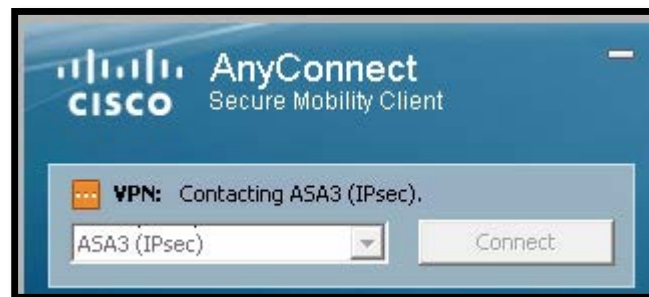 AnyConnect
CISCO
Secure Mobility Client
VPN: Contacting ASA3 (IPsec).
ASA3 (IPsec)
Connect